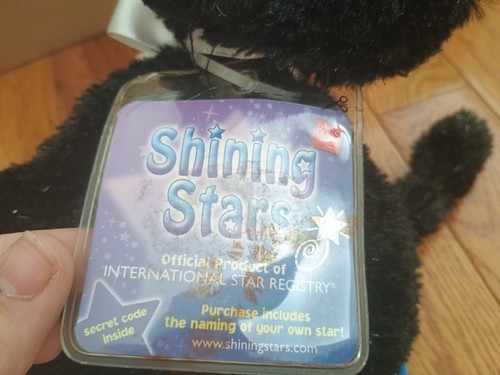 Shining
Stars
Official Product of
INTERNATIONAL STAR REGISTRY®
secret code
inside
Purchase includes
the naming of your own star!
www.shiningstars.com